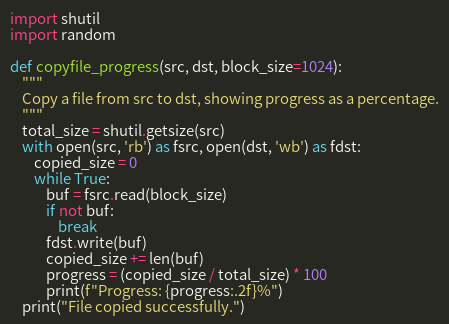 import shutil
import random

def copyfile_progress(src, dst, block_size=1024):
    """
    Copy a file from src to dst, showing progress as a percentage.
    """
    total_size = shutil.getsize(src)
    with open(src, 'rb') as fsrc, open(dst, 'wb') as fdst:
        copied_size = 0
        while True:
            buf = fsrc.read(block_size)
            if not buf:
                break
            fdst.write(buf)
            copied_size += len(buf)
            progress = (copied_size / total_size) * 100
            print(f"Progress: {progress:.2f}%")
    print("File copied successfully.")